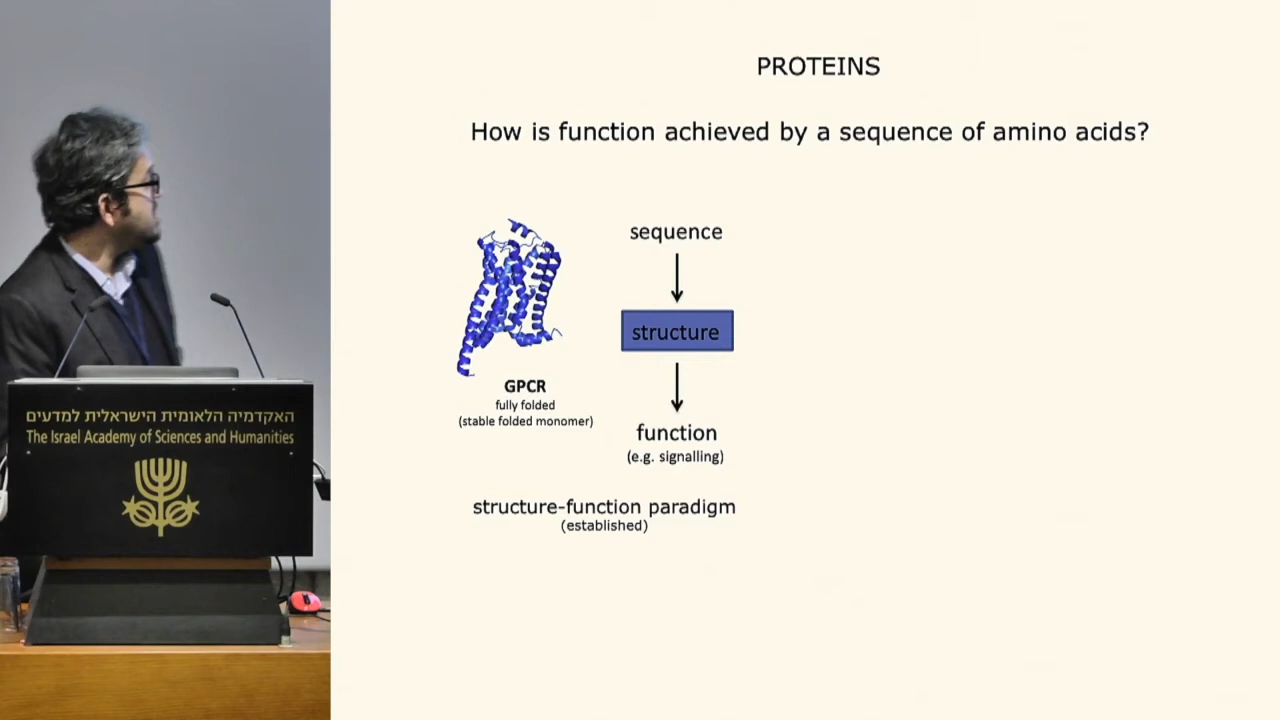 PROTEINS
How is function achieved by a sequence of amino acids?
sequence
structure
function
(e.g. signalling)
GPCR
fully folded
(stable folded monomer)
structure-function paradigm
(established)
האקדמיה הלאומית הישראלית למדעים
The Israel Academy of Sciences and Humanities